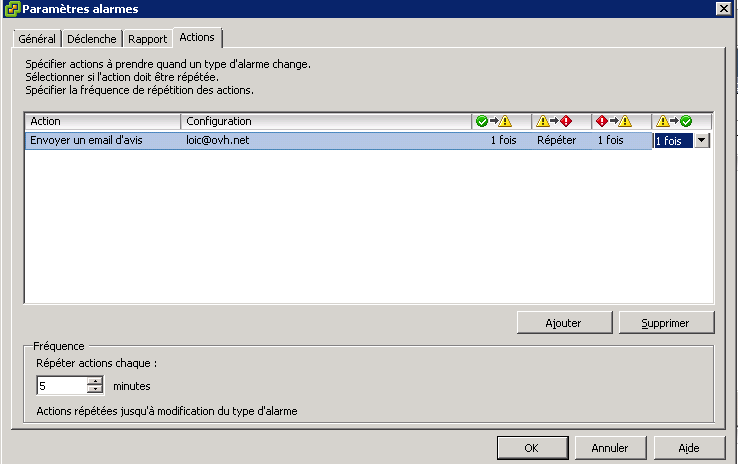 Paramètres alarmes
Général Déclenche Rapport Actions
Spécifier actions à prendre quand un type d'alarme change.
Sélectionner si l'action doit être répétée.
Spécifier la fréquence de répétition des actions.
Action Configuration
Envoyer un email d'avis loic@ovh.net 1 fois Répéter 1 fois 1 fois
Ajouter Supprimer
Fréquence
Répéter actions chaque :
5 minutes
Actions répétées jusqu'à modification du type d'alarme
OK Annuler Aide